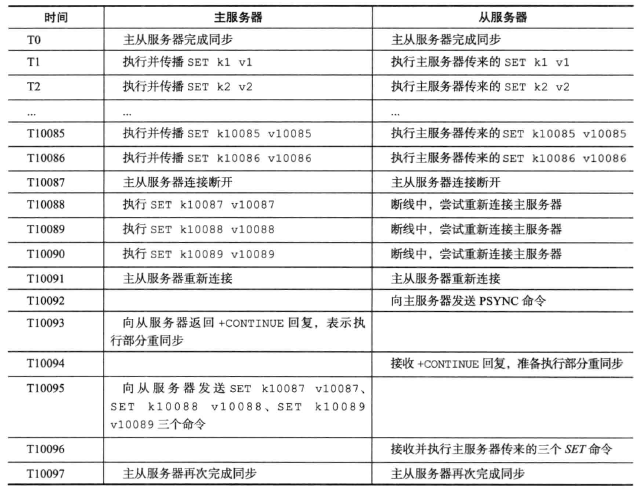 时间 主服务器 从服务器
T0 主从服务器完成同步 主从服务器完成同步
T1 执行并传播 SET k1 v1 执行主服务器传来的 SET k1 v1
T2 执行并传播 SET k2 v2 执行主服务器传来的 SET k2 v2
... ... ...
T10085 执行并传播 SET k10085 v10085 执行主服务器传来的 SET k10085 v10085
T10086 执行并传播 SET k10086 v10086 执行主服务器传来的 SET k10086 v10086
T10087 主从服务器连接断开 主从服务器连接断开
T10088 执行 SET k10087 v10087 断线中，尝试重新连接主服务器
T10089 执行 SET k10088 v10088 断线中，尝试重新连接主服务器
T10090 执行 SET k10089 v10089 断线中，尝试重新连接主服务器
T10091 主从服务器重新连接 主从服务器重新连接
T10092 向主服务器发送 PSYNC 命令
T10093 向从服务器返回 +CONTINUE 回复，表示执
行部分重同步
T10094 接收 +CONTINUE 回复，准备执行部分重同步
T10095 向从服务器发送 SET k10087 v10087、
SET k10088 v10088、SET k10089
v10089 三个命令
T10096 接收并执行主服务器传来的三个 SET 命令
T10097 主从服务器再次完成同步 主从服务器再次完成同步